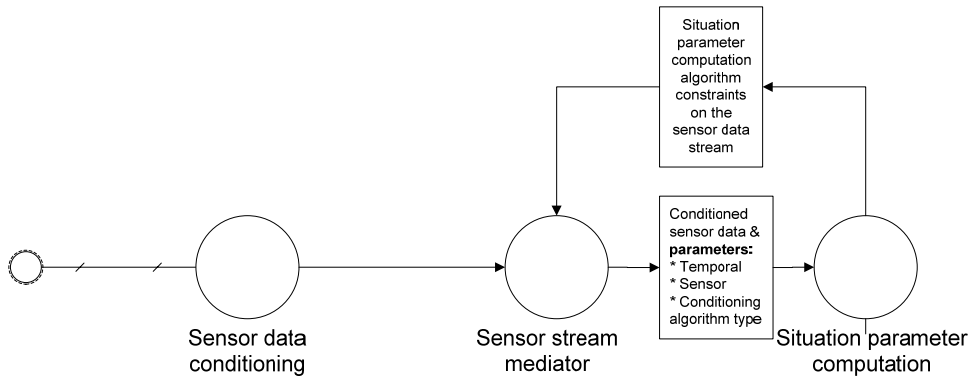 Situation
parameter
computation
algorithm
constraints
on the
sensor data
stream
Conditioned
sensor data &
parameters:
* Temporal
* Sensor
* Conditioning
algorithm type
Sensor data
conditioning
Sensor stream
mediator
Situation parameter
computation